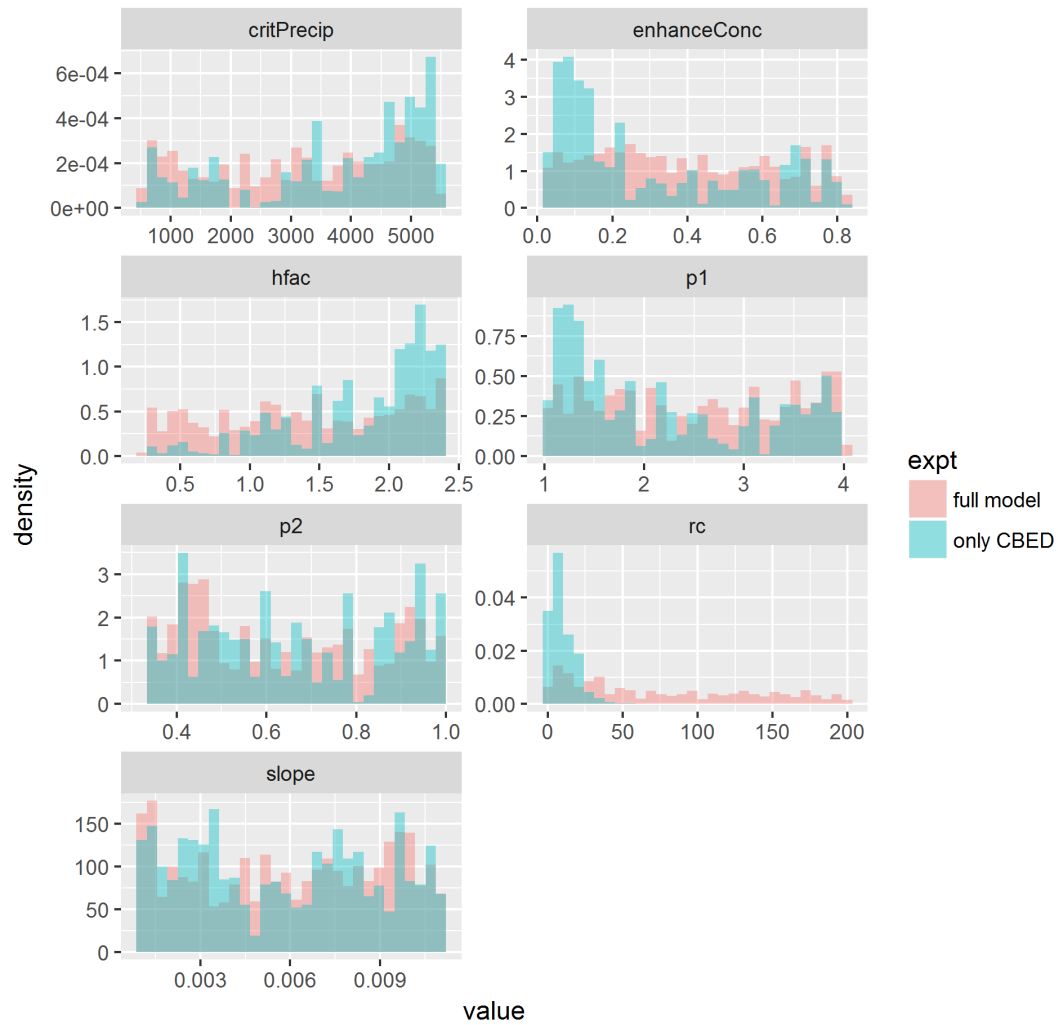 critPrecip
enhanceConc
6e-04
4e-04
2e-04
0e+00
1000 2000 3000 4000 5000
4
3
2
1
0
0.0 0.2 0.4 0.6 0.8
hfac
p1
1.5
1.0
0.5
0.0
0.5 1.0 1.5 2.0 2.5
0.75
0.50
0.25
0.00
1 2 3 4
p2
rc
3
2
1
0
0.4 0.6 0.8 1.0
0.04
0.02
0.00
0 50 100 150 200
slope
150
100
50
0
0.003 0.006 0.009
density
value
expt
full model
only CBED